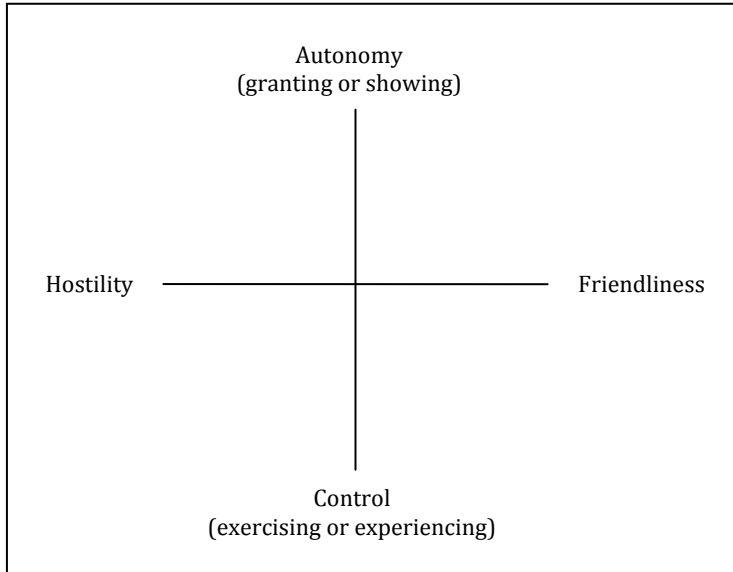 Autonomy
(granting or showing)
Hostility
Friendliness
Control
(exercising or experiencing)